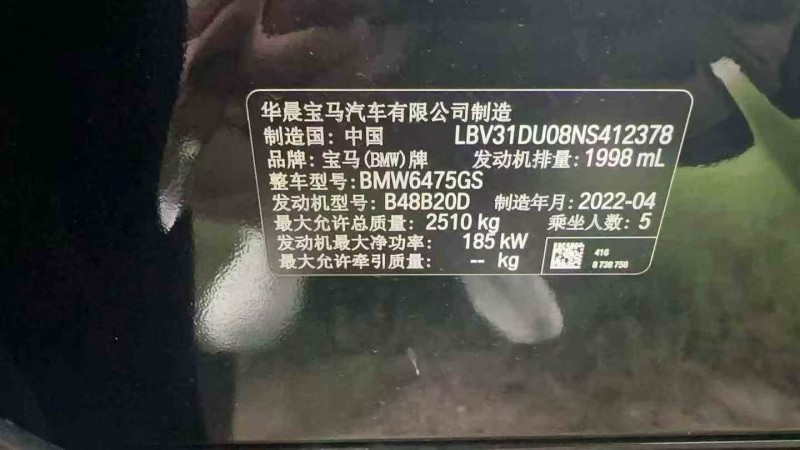 华晨宝马汽车有限公司制造
制造国: 中国 LBV31DU08NS412378
品牌: 宝马(BMW)牌 发动机排量: 1998 mL
整车型号: BMW6475GS
发动机型号: B48B20D 制造年月: 2022-04
最大允许总质量: 2510 kg 乘坐人数: 5
发动机最大净功率: 185 kW
最大允许牵引质量: -- kg
416
8 738 758